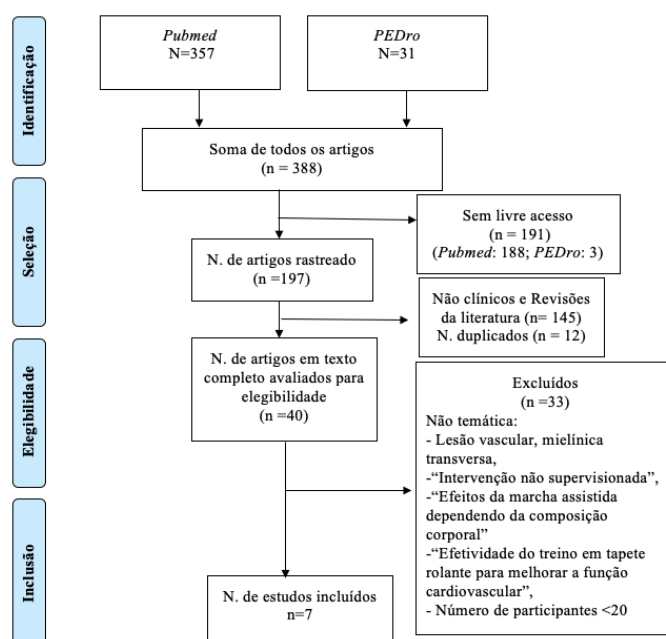 Identificação
Pubmed
N=357
PEDro
N=31
Soma de todos os artigos
(n = 388)
Seleção
Sem livre acesso
(n = 191)
(Pubmed: 188; PEDro: 3)
N. de artigos rastreado
(n =197)
Não clínicos e Revisões
da literatura (n= 145)
N. duplicados (n = 12)
Elegibilidade
N. de artigos em texto
completo avaliados para
elegibilidade
(n =40)
Excluídos
(n =33)
Não temática:
- Lesão vascular, mielínica
transversa,
-“Intervenção não supervisionada”,
-“Efeitos da marcha assistida
dependendo da composição
corporal”
-“Efetividade do treino em tapete
rolante para melhorar a função
cardiovascular”,
- Número de participantes <20
Inclusão
N. de estudos incluídos
n=7